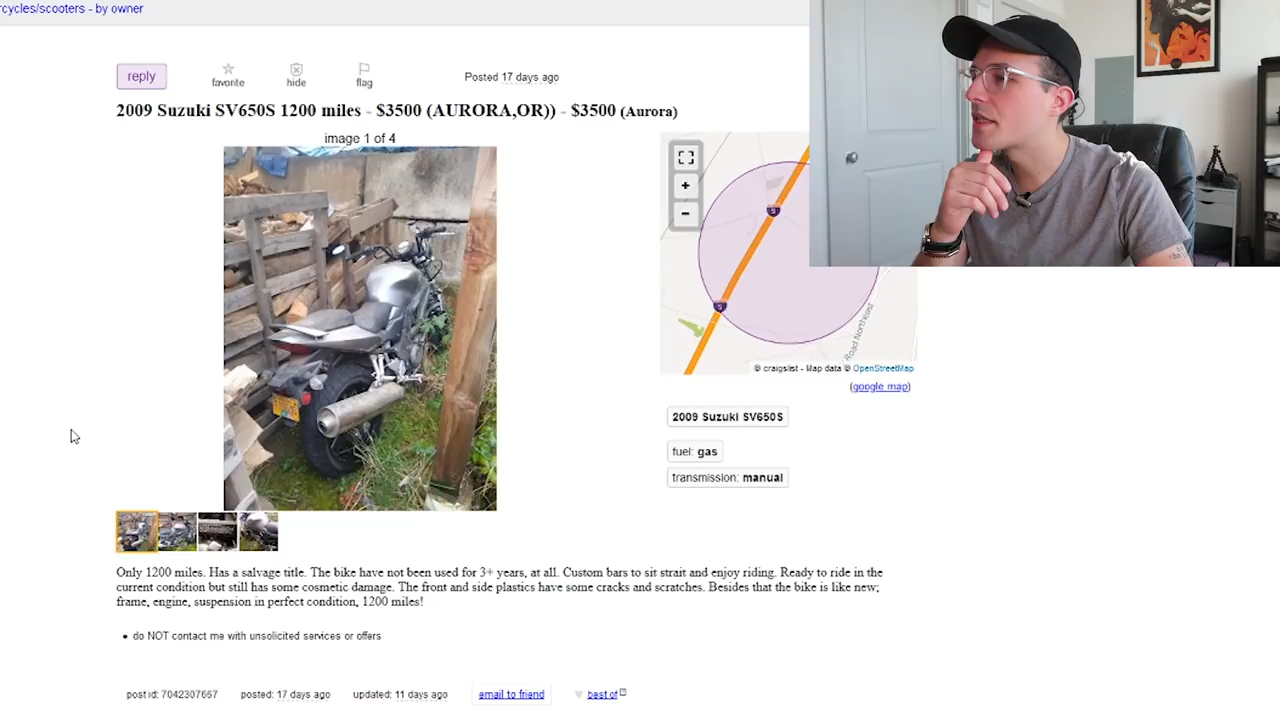 rcycles/scooters - by owner
reply
favorite
hide
flag
Posted 17 days ago
2009 Suzuki SV650S 1200 miles - $3500 (AURORA,OR)) - $3500 (Aurora)
image 1 of 4
+
-
5
5
Road Northeast
© craigslist - Map data © OpenStreetMap
(google map)
2009 Suzuki SV650S
fuel: gas
transmission: manual
Only 1200 miles. Has a salvage title. The bike have not been used for 3+ years, at all. Custom bars to sit strait and enjoy riding. Ready to ride in the
current condition but still has some cosmetic damage. The front and side plastics have some cracks and scratches. Besides that the bike is like new;
frame, engine, suspension in perfect condition, 1200 miles!
• do NOT contact me with unsolicited services or offers
post id: 7042307667 posted: 17 days ago updated: 11 days ago email to friend ♥ best of